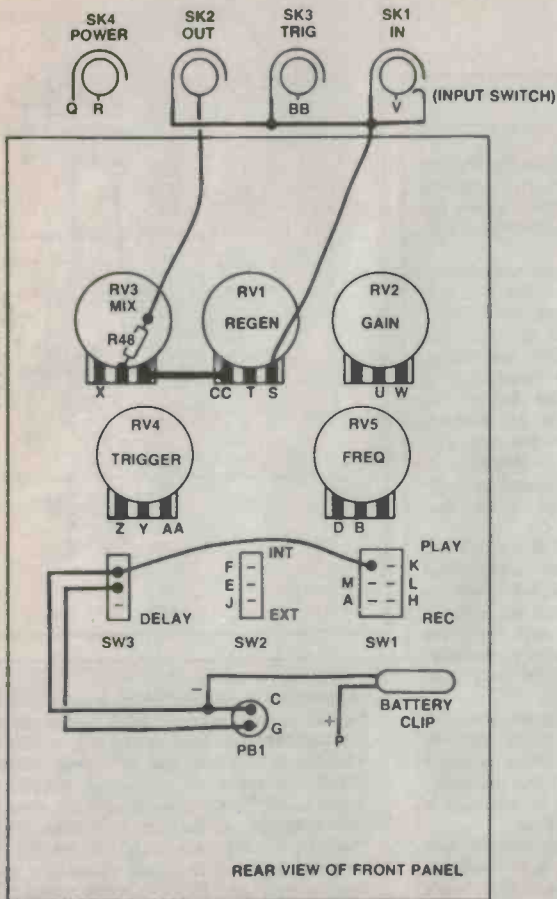 SK4
POWER
SK2
OUT
SK3
TRIG
SK1
IN
Q R
BB
V
(INPUT SWITCH)
RV3
MIX
R48
X
RV1
REGEN
CC T S
RV2
GAIN
U W
RV4
TRIGGER
Z Y AA
RV5
FREQ
D B
DELAY
SW3
INT
F
E
J
EXT
SW2
PLAY
K
M L
A H
REC
SW1
–
C
G
PB1
+
P
BATTERY
CLIP
REAR VIEW OF FRONT PANEL